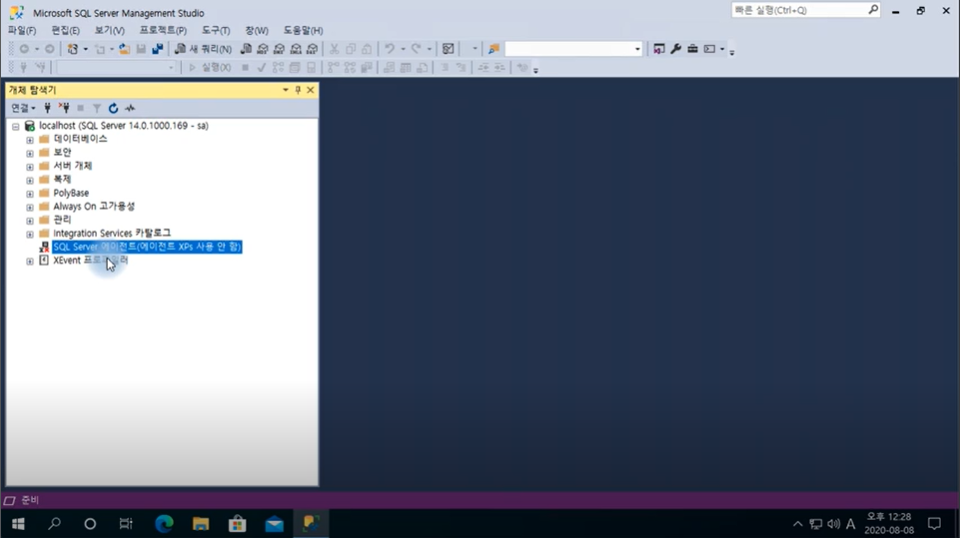 Microsoft SQL Server Management Studio
빠른 실행(Ctrl+Q)
파일(F) 편집(E) 보기(V) 프로젝트(P) 도구(T) 창(W) 도움말(H)
새 쿼리(N)
실행(X)
개체 탐색기
연결
localhost (SQL Server 14.0.1000.169 - sa)
데이터베이스
보안
서버 개체
복제
PolyBase
Always On 고가용성
관리
Integration Services 카탈로그
SQL Server 에이전트(에이전트 XPs 사용 안 함)
XEvent 프로파일러
준비
A 오후 12:28
2020-08-08